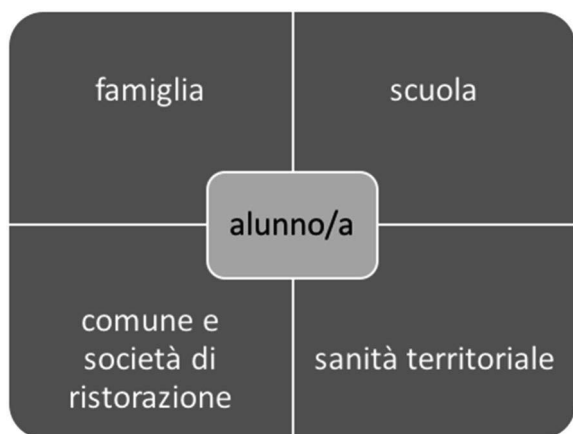 famiglia
scuola
alunno/a
comune e
società di
ristorazione
sanità territoriale